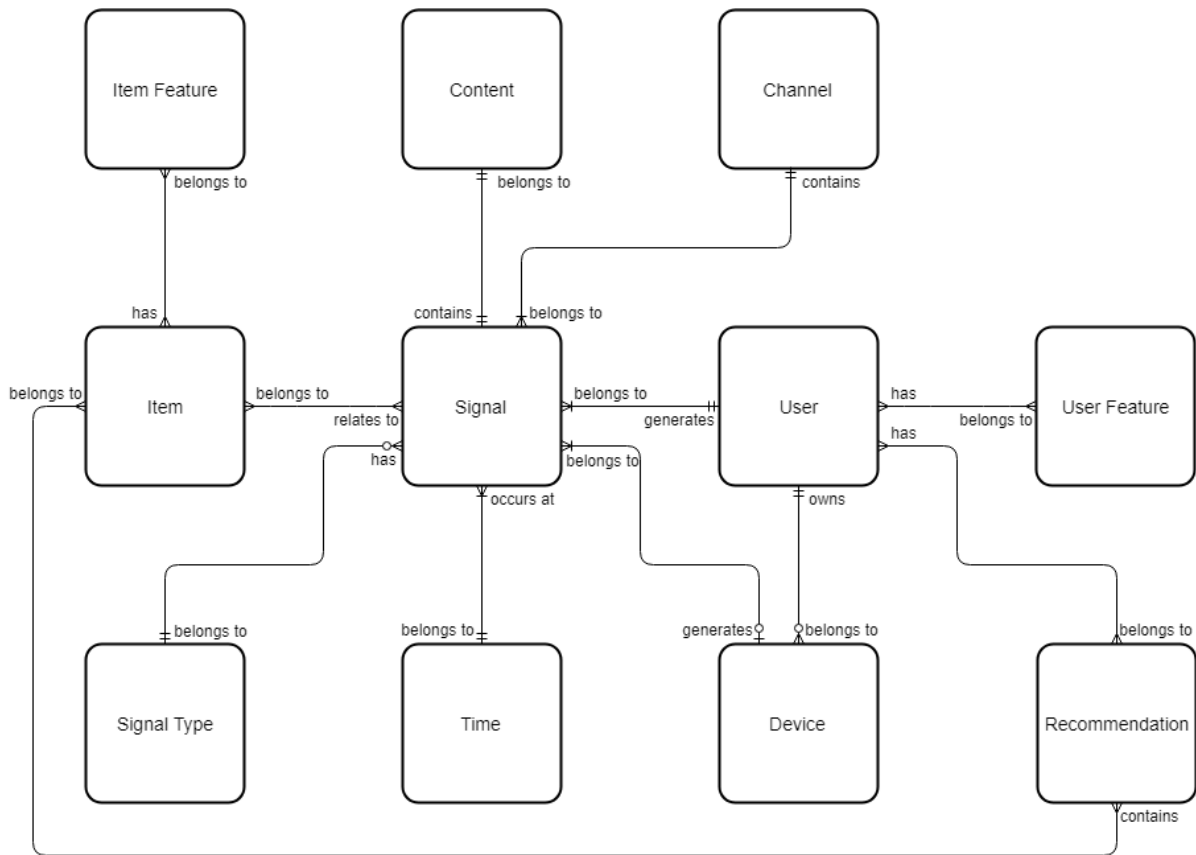 Item Feature
Content
Channel
belongs to
belongs to
contains
has
contains
belongs to
belongs to
Item
belongs to
relates to
Signal
belongs to
generates
User
has
belongs to
User Feature
has
belongs to
has
occurs at
owns
belongs to
belongs to
generates
belongs to
belongs to
Signal Type
Time
Device
Recommendation
contains